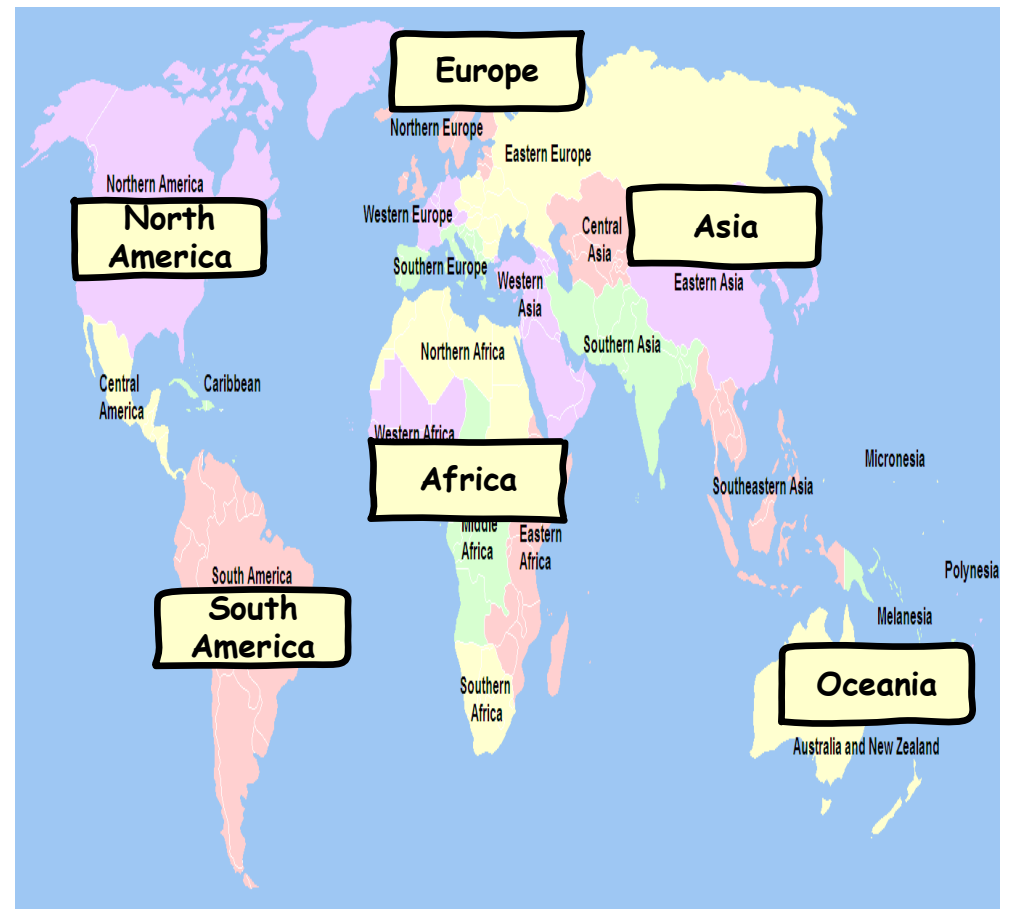 Europe
Northern Europe
Eastern Europe
Northern America
North
America
Western Europe
Central
Asia
Asia
Southern Europe
Western
Asia
Eastern Asia
Southern Asia
Northern Africa
Central
America
Caribbean
Western Africa
Africa
Micronesia
Southeastern Asia
Middle
Africa
Eastern
Africa
South America
South
America
Polynesia
Melanesia
Southern
Africa
Oceania
Australia and New Zealand